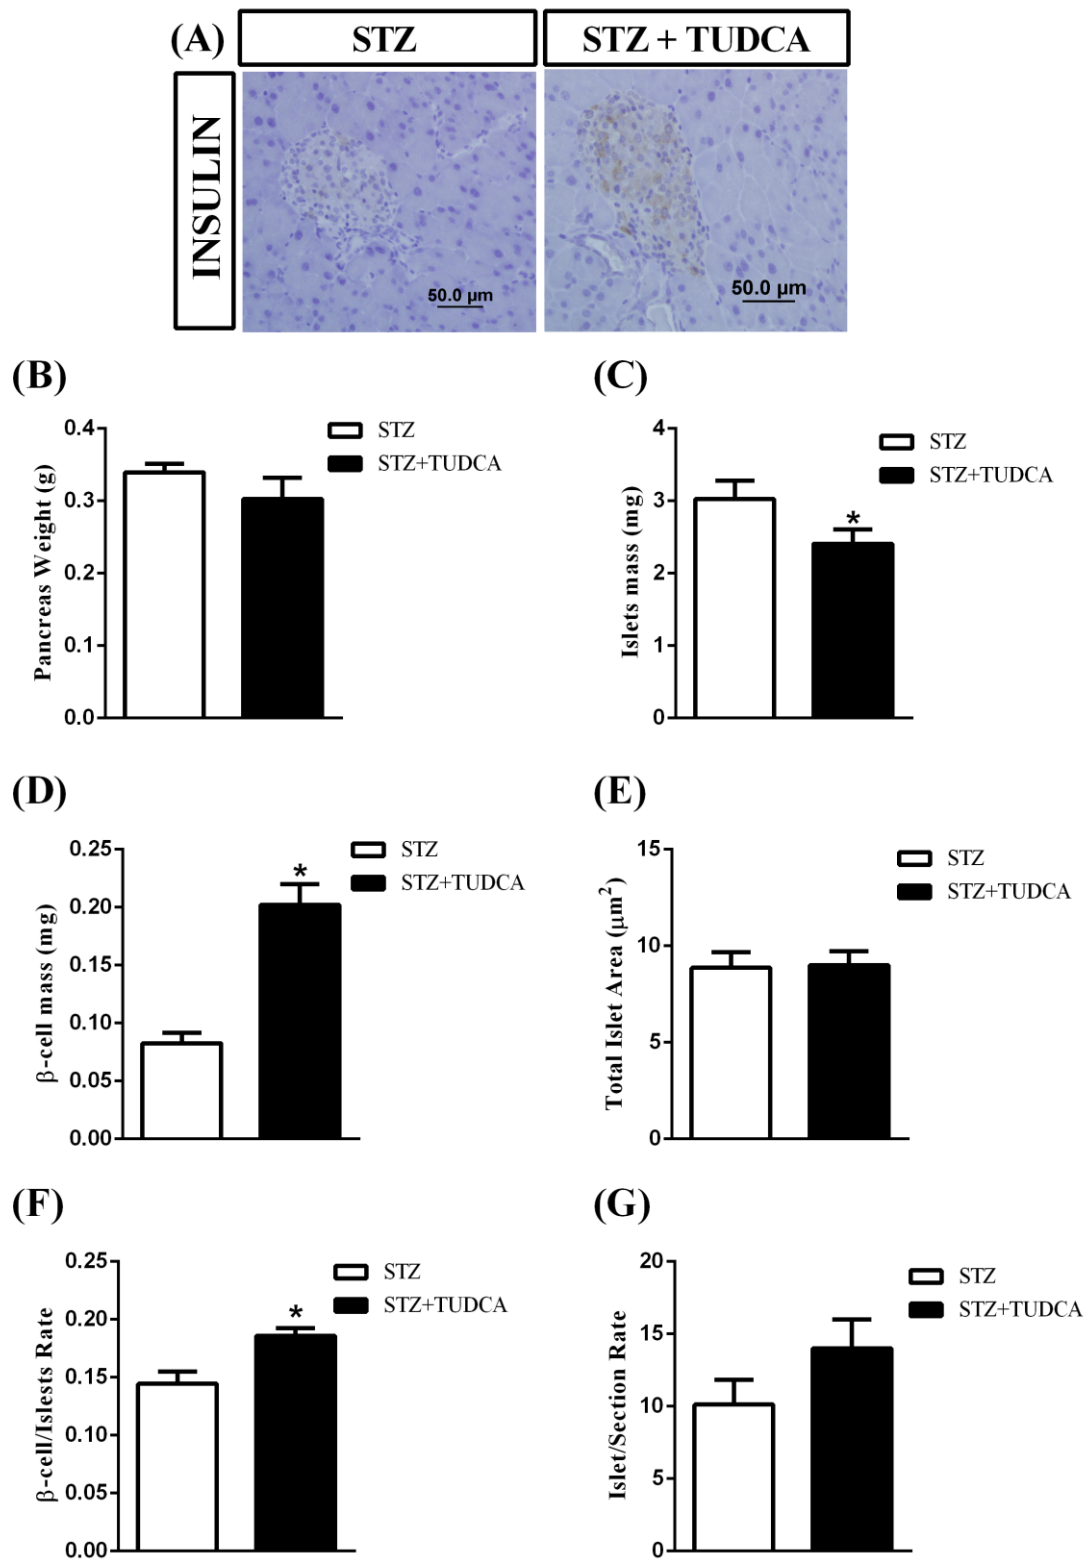 (A)
STZ
STZ + TUDCA
INSULIN
50.0 µm
50.0 µm
(B)
Pancreas Weight (g)
0.4
0.3
0.2
0.1
0.0
STZ
STZ+TUDCA
(C)
Islets mass (mg)
4
3
2
1
0
*
STZ
STZ+TUDCA
(D)
β-cell mass (mg)
0.25
0.20
0.15
0.10
0.05
0.00
*
STZ
STZ+TUDCA
(E)
Total Islet Area (µm²)
15
10
5
0
STZ
STZ+TUDCA
(F)
β-cell/Islests Rate
0.25
0.20
0.15
0.10
0.05
0.00
*
STZ
STZ+TUDCA
(G)
Islet/Section Rate
20
15
10
5
0
STZ
STZ+TUDCA